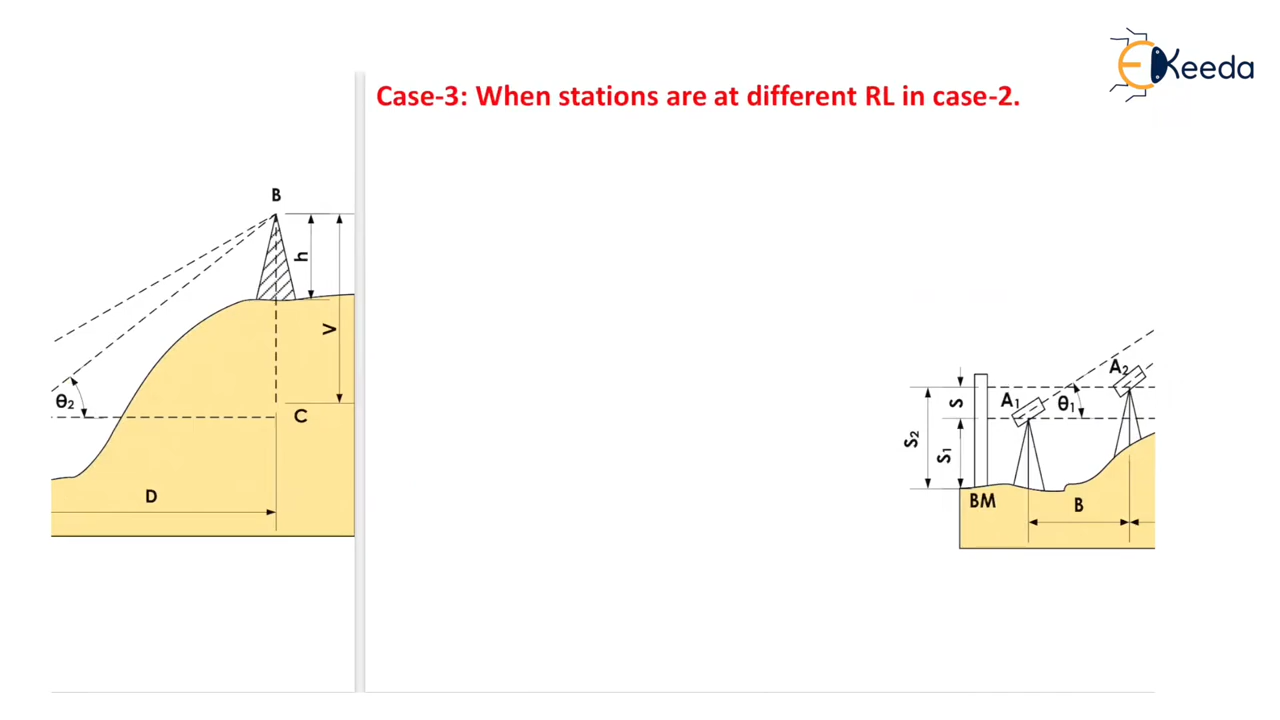 Keeda
Case-3: When stations are at different RL in case-2.
B
h
V
θ2
C
D
A2
A1
θ1
S
S2
S1
BM
B